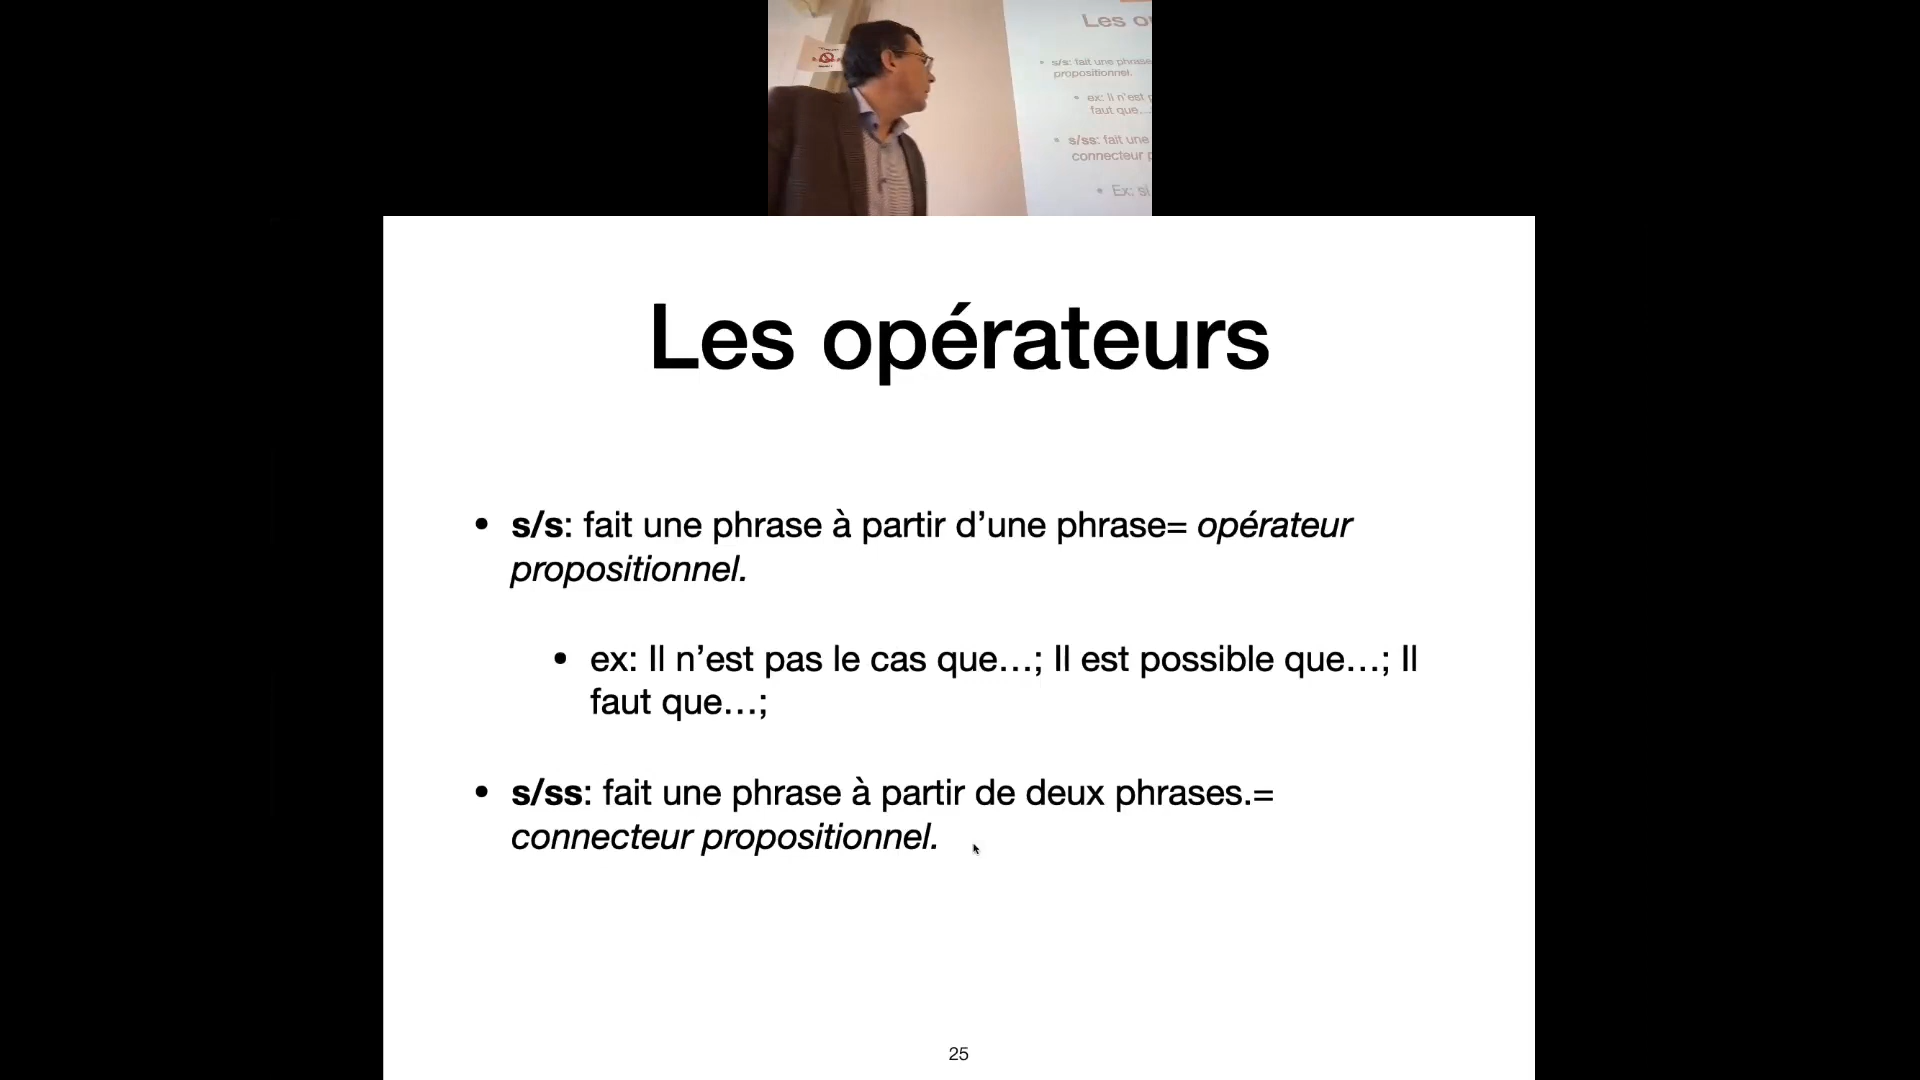 Les o
s/s: fait une phrase
propositionnel.
ex: Il n'est p
faut que...
s/ss: fait une
connecteur p
Ex: si
Les opérateurs
• s/s: fait une phrase à partir d’une phrase= opérateur
propositionnel.
• ex: Il n’est pas le cas que…; Il est possible que…; Il
faut que…;
• s/ss: fait une phrase à partir de deux phrases.=
connecteur propositionnel.
25